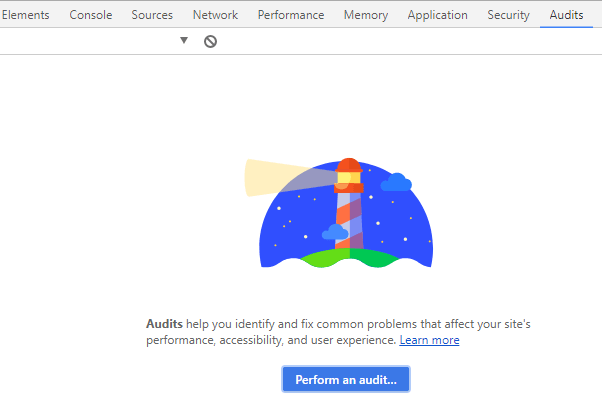 Elements Console Sources Network Performance Memory Application Security Audits
Audits help you identify and fix common problems that affect your site's
performance, accessibility, and user experience. Learn more
Perform an audit...